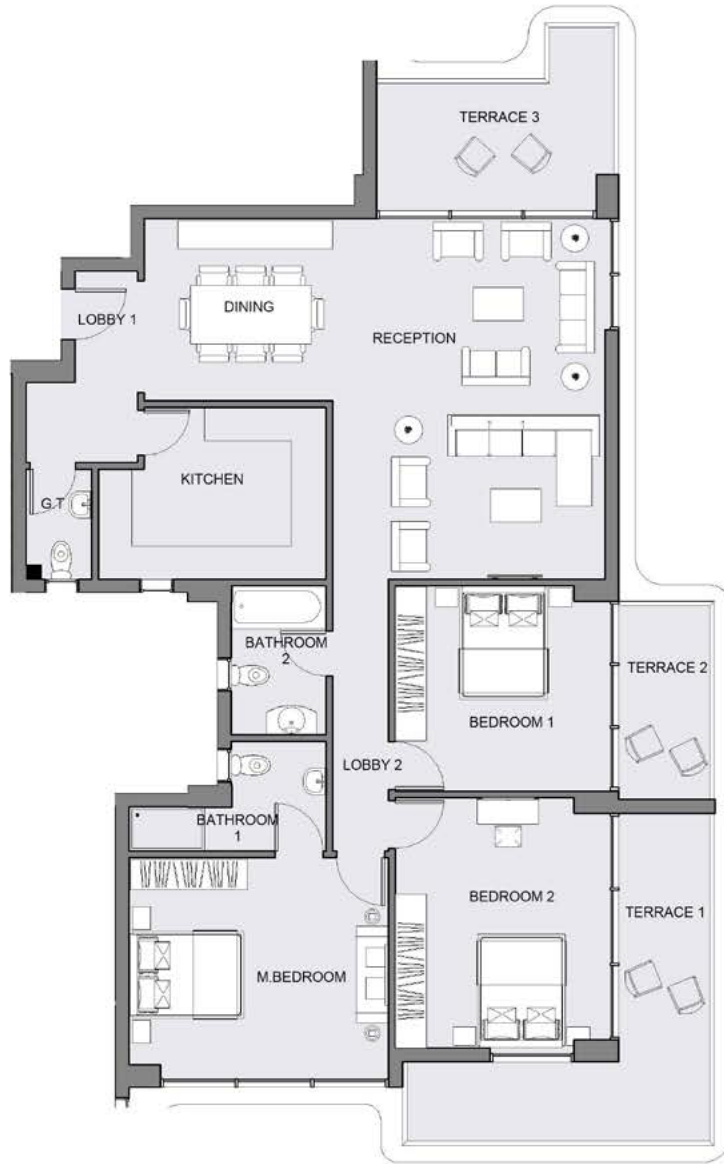 TERRACE 3
DINING
LOBBY 1
RECEPTION
KITCHEN
G.T
BATHROOM
2
TERRACE 2
BEDROOM 1
LOBBY 2
BATHROOM
1
BEDROOM 2
TERRACE 1
M.BEDROOM